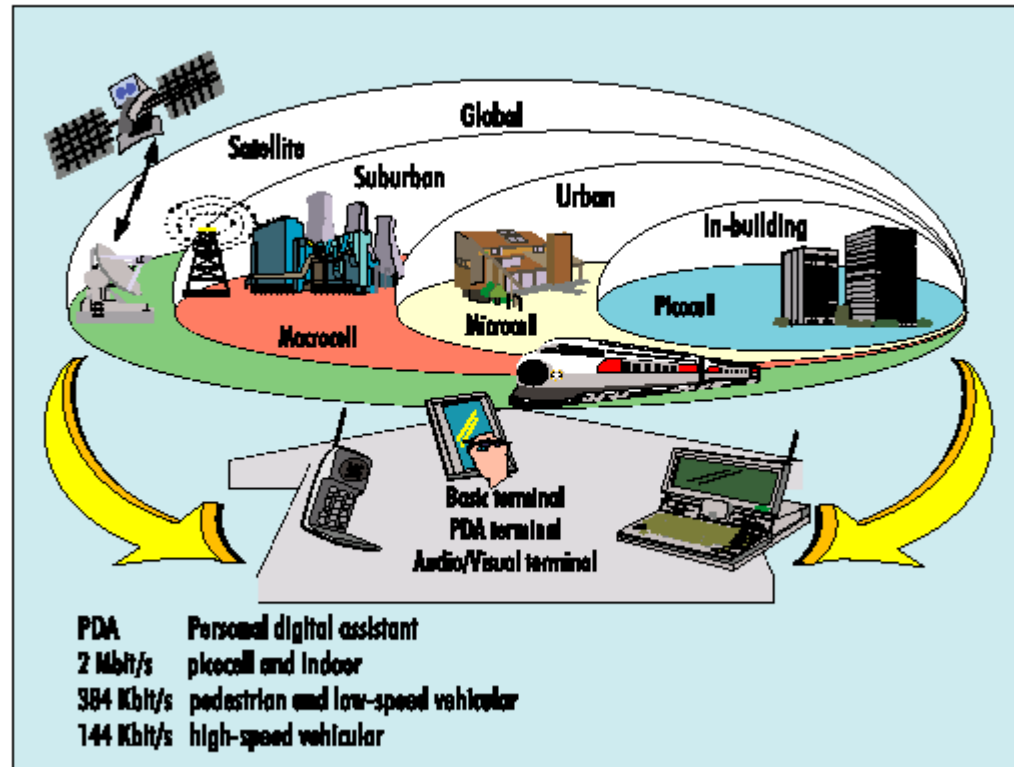 Global
Satellite
Suburban
Urban
In-building
Picocell
Microcell
Macrocell
Basic terminal
PDA terminal
Audio/Visual terminal
PDA Personal digital assistant
2 Mbit/s picocell and indoor
384 Kbit/s pedestrian and low-speed vehicular
144 Kbit/s high-speed vehicular